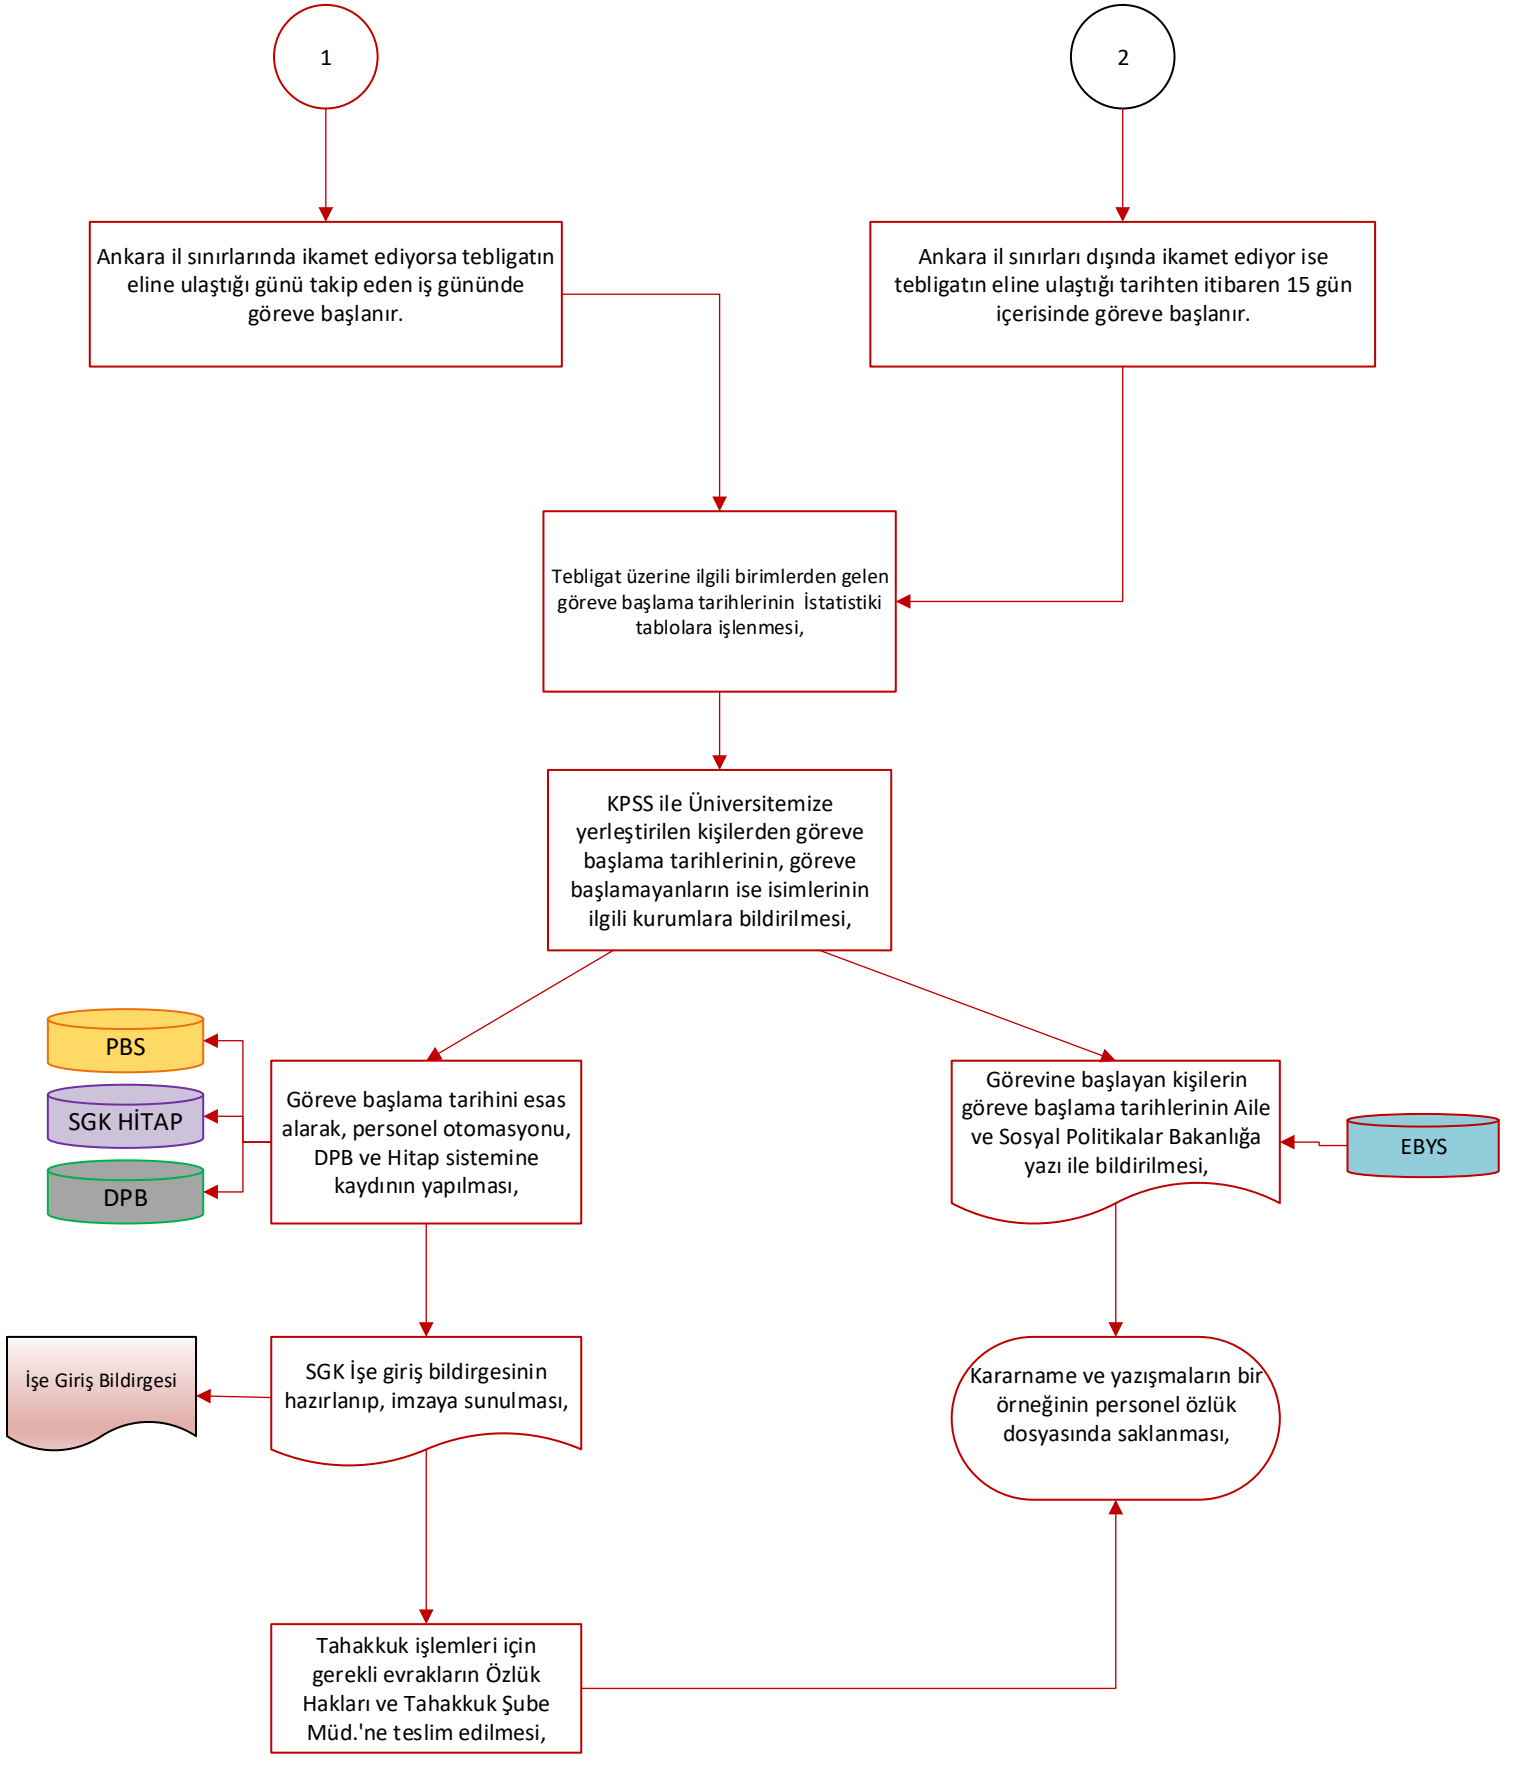 1
2
Ankara il sınırlarında ikamet ediyorsa tebligatın
eline ulaştığı günü takip eden iş gününde
göreve başlanır.
Ankara il sınırları dışında ikamet ediyor ise
tebligatın eline ulaştığı tarihten itibaren 15 gün
içerisinde göreve başlanır.
Tebligat üzerine ilgili birimlerden gelen
göreve başlama tarihlerinin  İstatistiki
tablolara işlenmesi,
KPSS ile Üniversitemize
yerleştirilen kişilerden göreve
başlama tarihlerinin, göreve
başlamayanların ise isimlerinin
ilgili kurumlara bildirilmesi,
PBS
SGK HİTAP
DPB
Göreve başlama tarihini esas
alarak, personel otomasyonu,
DPB ve Hitap sistemine
kaydının yapılması,
Görevine başlayan kişilerin
göreve başlama tarihlerinin Aile
ve Sosyal Politikalar Bakanlığa
yazı ile bildirilmesi,
EBYS
İşe Giriş Bildirgesi
SGK İşe giriş bildirgesinin
hazırlanıp, imzaya sunulması,
Kararname ve yazışmaların bir
örneğinin personel özlük
dosyasında saklanması,
Tahakkuk işlemleri için
gerekli evrakların Özlük
Hakları ve Tahakkuk Şube
Müd.'ne teslim edilmesi,